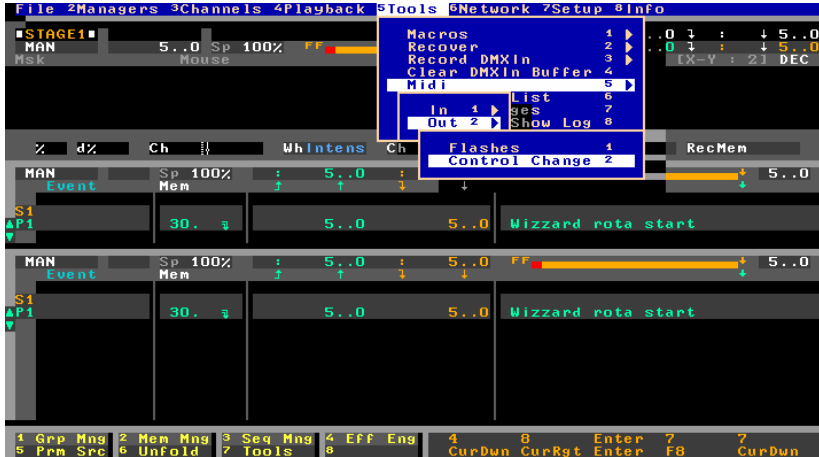 File 2Managers 3Channels 4Playback 5Tools 6Network 7Setup 8Info
STAGE1
MAN 5..0 Sp 100% FF
Msk Mouse
Macros 1
Recover 2
Record DMXIn 3
Clear DMXIn Buffer 4
Midi 5
List 6
ges 7
Show Log 8
In 1
Out 2
Flashes 1
Control Change 2
..0 : 5..0
..0 : 5..0
[X-Y : 2] DEC
% d% Ch WhIntens Ch RecMem
MAN Sp 100% : 5..0 : 5..0
Event Mem
S1
P1 30. 5..0 5..0 Wizzard rota start
MAN Sp 100% : 5..0 : 5..0 FF 5..0
Event Mem
S1
P1 30. 5..0 5..0 Wizzard rota start
1 Grp Mng 2 Mem Mng 3 Seq Mng 4 Eff Eng 4 8 Enter 7 7
5 Prm Src 6 Unfold 7 Tools 8 CurDwn CurRgt Enter F8 CurDwn